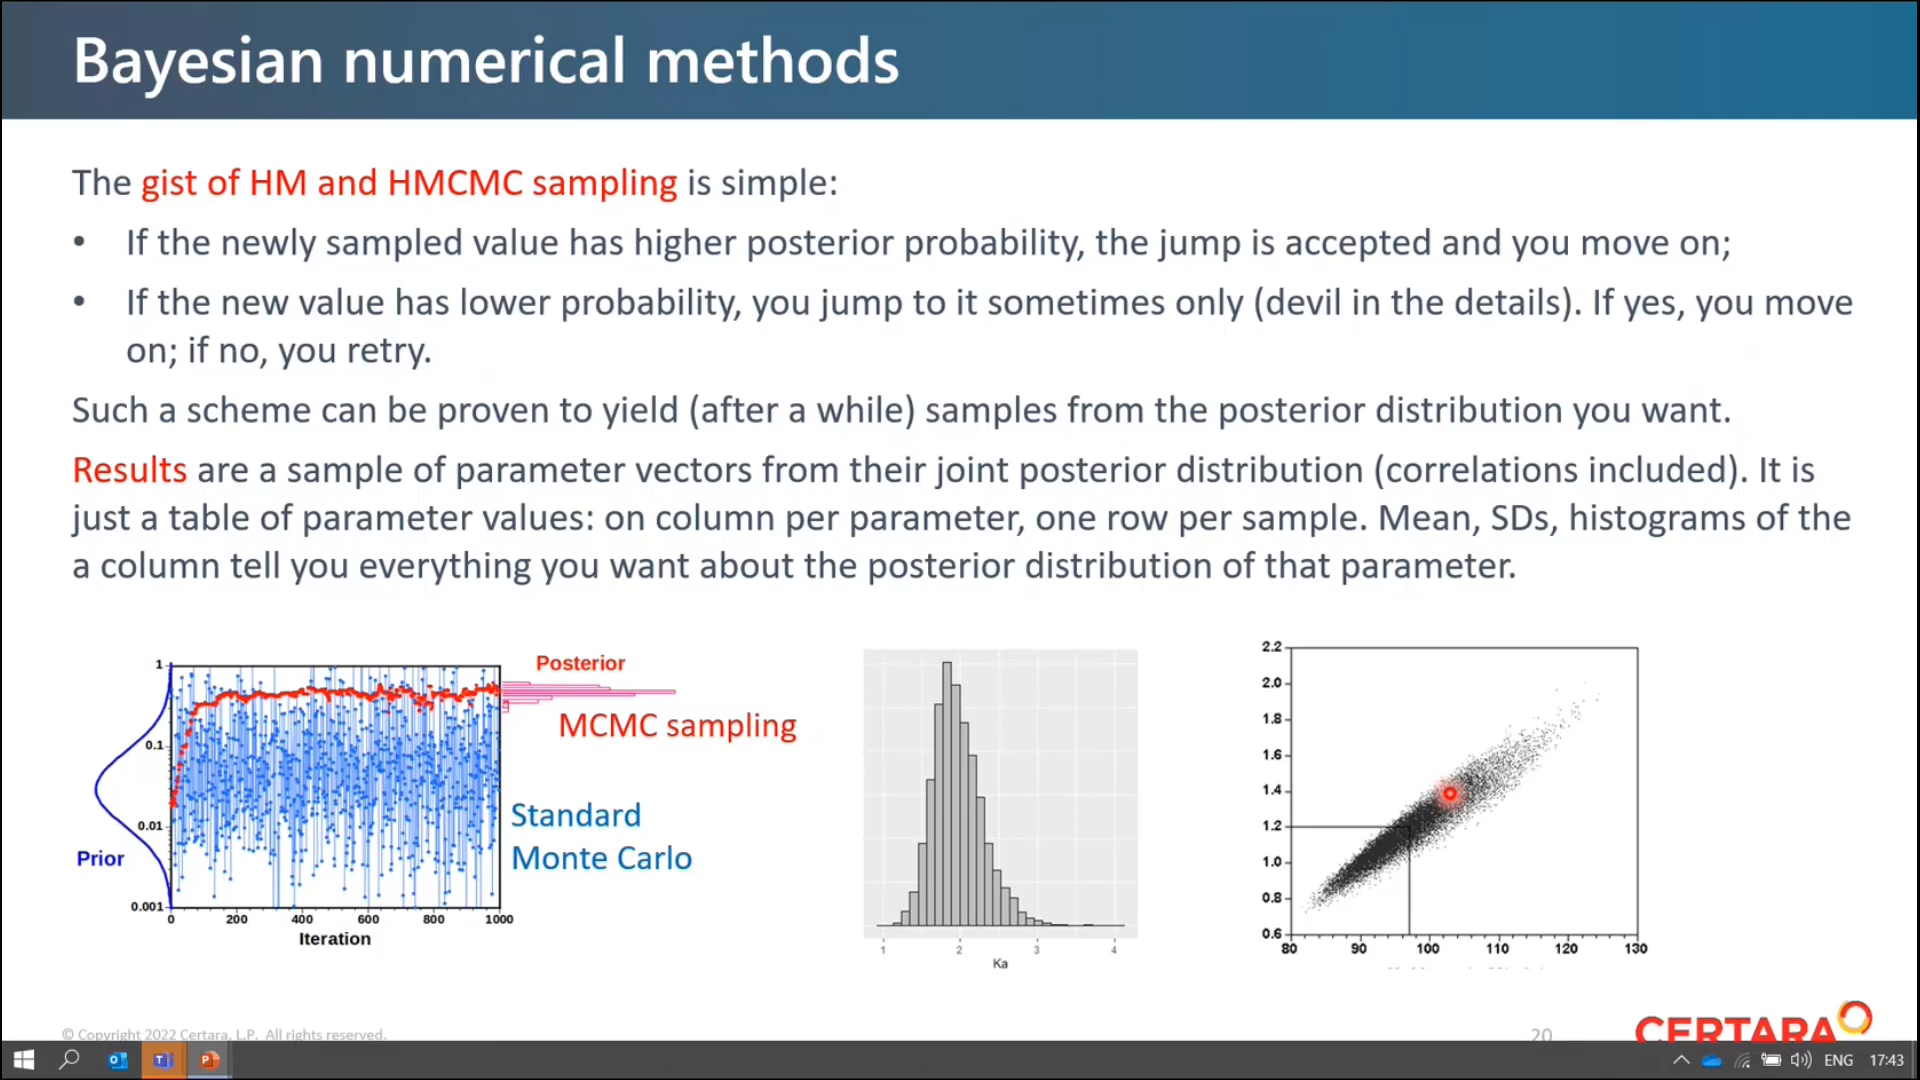 Bayesian numerical methods
The gist of HM and HMCMC sampling is simple:
• If the newly sampled value has higher posterior probability, the jump is accepted and you move on;
• If the new value has lower probability, you jump to it sometimes only (devil in the details). If yes, you move
on; if no, you retry.
Such a scheme can be proven to yield (after a while) samples from the posterior distribution you want.
Results are a sample of parameter vectors from their joint posterior distribution (correlations included). It is
just a table of parameter values: on column per parameter, one row per sample. Mean, SDs, histograms of the
a column tell you everything you want about the posterior distribution of that parameter.
1
0.1
0.01
0.001
0 200 400 600 800 1000
Iteration
Prior
Posterior
MCMC sampling
Standard
Monte Carlo
1 2 3 4
Ka
2.2
2.0
1.8
1.6
1.4
1.2
1.0
0.8
0.6
80 90 100 110 120 130
© Copyright 2022 Certara, L.P. All rights reserved.
20
CERTARA
ENG 17:43